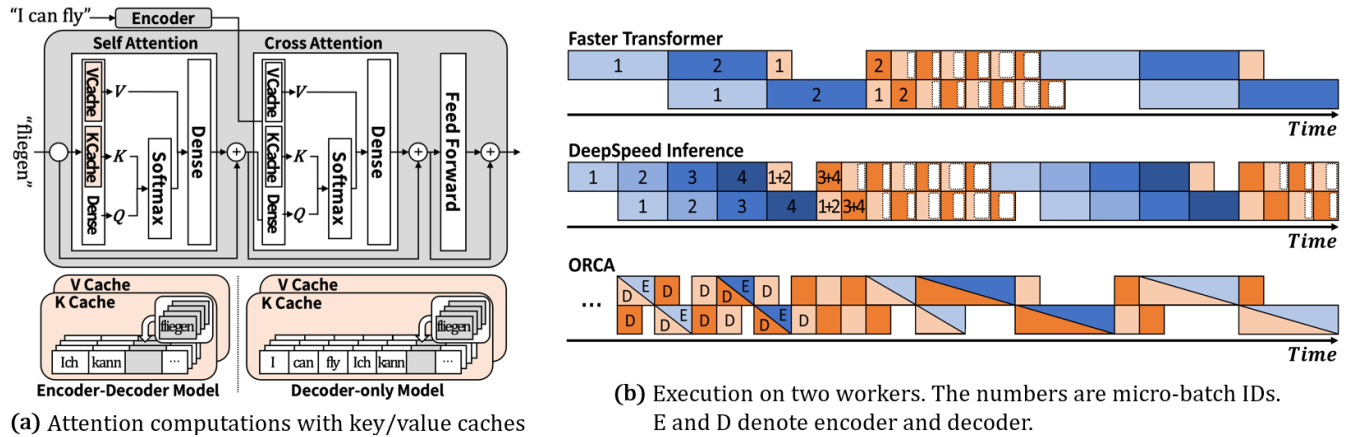 "I can fly"
Encoder
Self Attention
Cross Attention
VCache
V
KCache
K
Dense
Q
Softmax
Dense
+
VCache
V
KCache
K
Dense
Q
Softmax
Dense
+
Feed Forward
+
"fliegen"
V Cache
K Cache
fliegen
Ich kann ...
Encoder-Decoder Model
V Cache
K Cache
fliegen
I can fly Ich kann ...
Decoder-only Model
(a) Attention computations with key/value caches
Faster Transformer
1 2 1 2
1 2 1 2
Time
DeepSpeed Inference
1 2 3 4 1+2 3+4
1 2 3 4 1+2 3+4
Time
ORCA
...
D E D D D E D
D D E D D D E D
Time
(b) Execution on two workers. The numbers are micro-batch IDs.
E and D denote encoder and decoder.